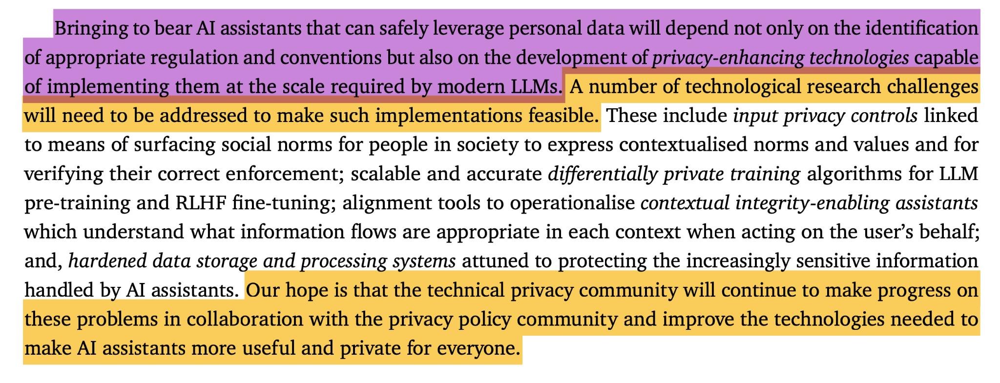 Bringing to bear AI assistants that can safely leverage personal data will depend not only on the identification
of appropriate regulation and conventions but also on the development of privacy-enhancing technologies capable
of implementing them at the scale required by modern LLMs. A number of technological research challenges
will need to be addressed to make such implementations feasible. These include input privacy controls linked
to means of surfacing social norms for people in society to express contextualised norms and values and for
verifying their correct enforcement; scalable and accurate differentially private training algorithms for LLM
pre-training and RLHF fine-tuning; alignment tools to operationalise contextual integrity-enabling assistants
which understand what information flows are appropriate in each context when acting on the user’s behalf;
and, hardened data storage and processing systems attuned to protecting the increasingly sensitive information
handled by AI assistants. Our hope is that the technical privacy community will continue to make progress on
these problems in collaboration with the privacy policy community and improve the technologies needed to
make AI assistants more useful and private for everyone.